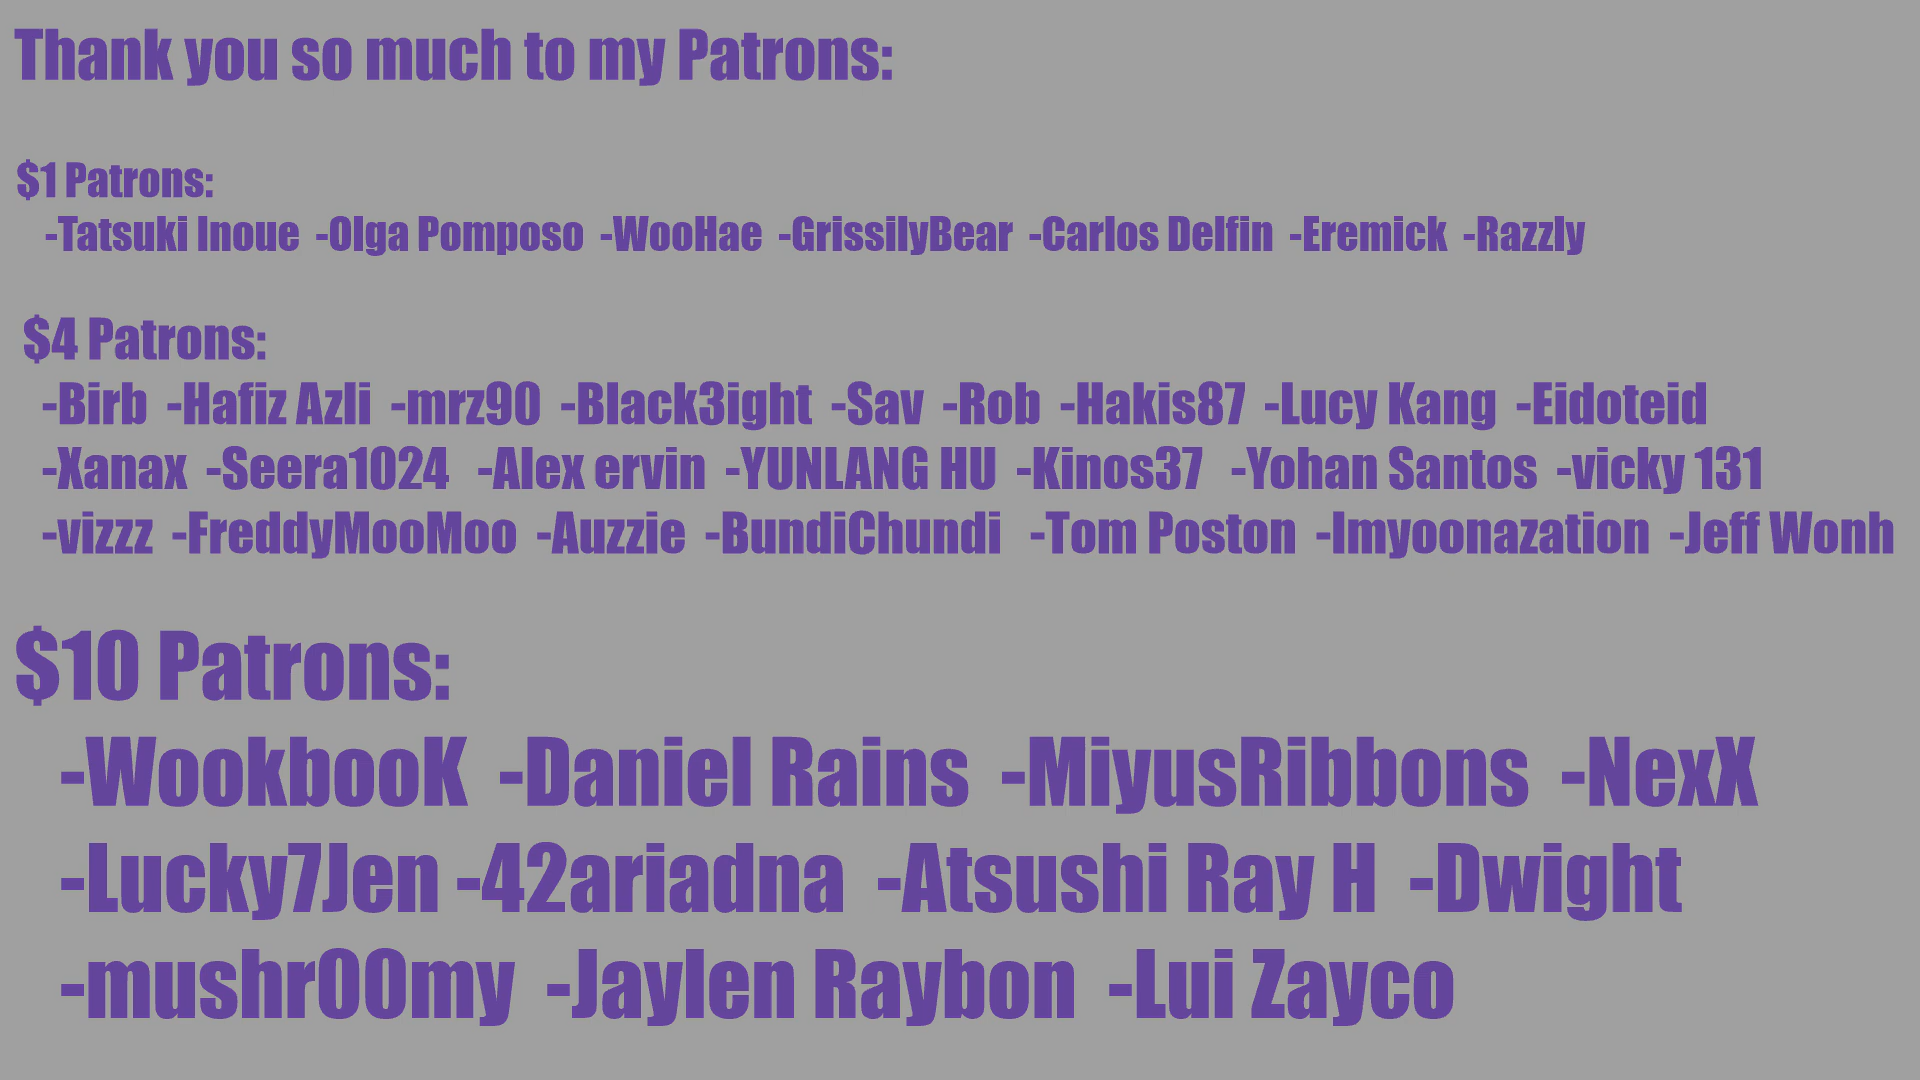 Thank you so much to my Patrons:
$1 Patrons:
-Tatsuki Inoue -Olga Pomposo -WooHae -GrissilyBear -Carlos Delfin -Eremick -Razzly
$4 Patrons:
-Birb -Hafiz Azli -mrz90 -Black3ight -Sav -Rob -Hakis87 -Lucy Kang -Eidoteid
-Xanax -Seera1024 -Alex ervin -YUNLANG HU -Kinos37 -Yohan Santos -vicky 131
-vizzz -FreddyMooMoo -Auzzie -BundiChundi -Tom Poston -Imyoonazation -Jeff Wonh
$10 Patrons:
-WookbooK -Daniel Rains -MiyusRibbons -NexX
-Lucky7Jen -42ariadna -Atsushi Ray H -Dwight
-mushr00my -Jaylen Raybon -Lui Zayco